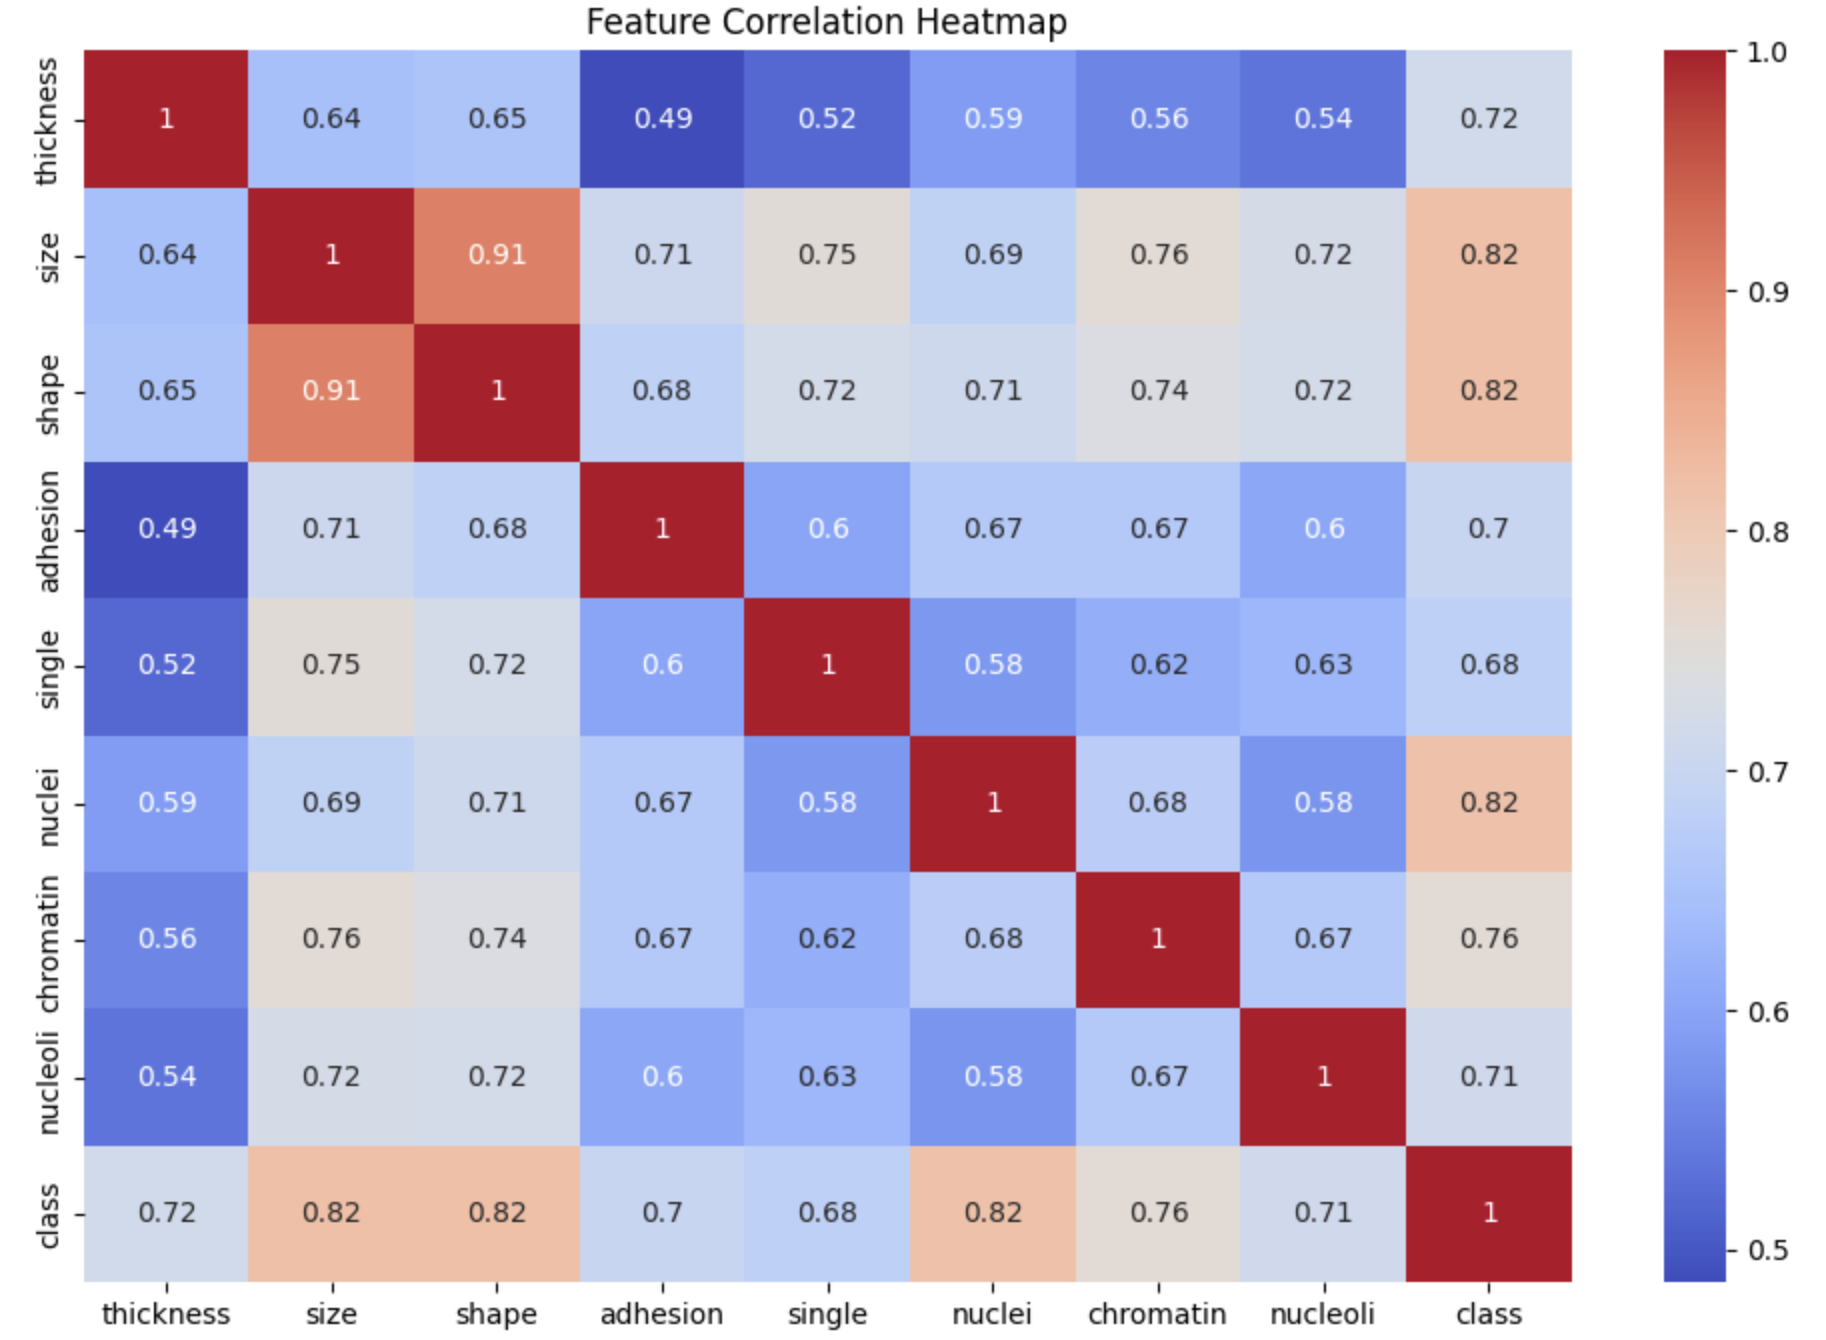 Feature Correlation Heatmap
thickness 1 0.64 0.65 0.49 0.52 0.59 0.56 0.54 0.72
size 0.64 1 0.91 0.71 0.75 0.69 0.76 0.72 0.82
shape 0.65 0.91 1 0.68 0.72 0.71 0.74 0.72 0.82
adhesion 0.49 0.71 0.68 1 0.6 0.67 0.67 0.6 0.7
single 0.52 0.75 0.72 0.6 1 0.58 0.62 0.63 0.68
nuclei 0.59 0.69 0.71 0.67 0.58 1 0.68 0.58 0.82
chromatin 0.56 0.76 0.74 0.67 0.62 0.68 1 0.67 0.76
nucleoli 0.54 0.72 0.72 0.6 0.63 0.58 0.67 1 0.71
class 0.72 0.82 0.82 0.7 0.68 0.82 0.76 0.71 1
thickness size shape adhesion single nuclei chromatin nucleoli class
1.0
0.9
0.8
0.7
0.6
0.5